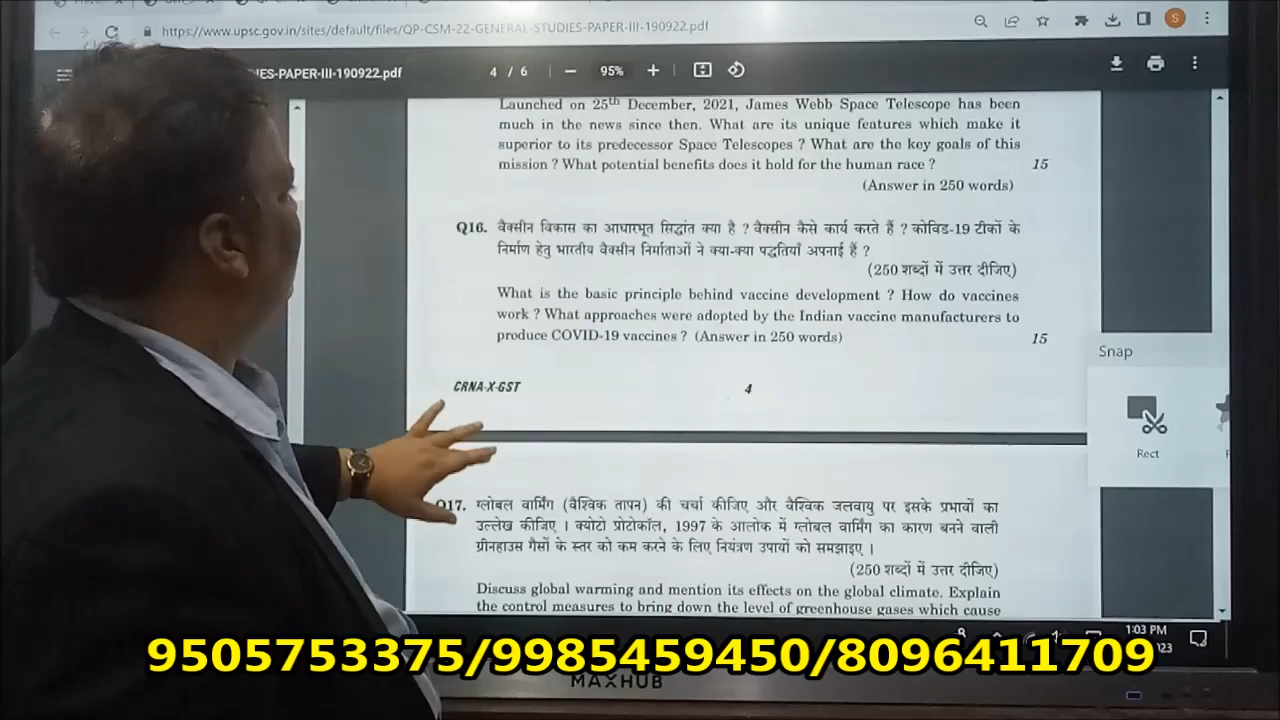 https://www.upsc.gov.in/sites/default/files/QP-CSM-22-GENERAL-STUDIES-PAPER-III-190922.pdf
S
IES-PAPER-III-190922.pdf
4 / 6
95%
Launched on 25th December, 2021, James Webb Space Telescope has been
much in the news since then. What are its unique features which make it
superior to its predecessor Space Telescopes ? What are the key goals of this
mission ? What potential benefits does it hold for the human race ? 15
(Answer in 250 words)
Q16. वैक्सीन विकास का आधारभूत सिद्धांत क्या है ? वैक्सीन कैसे कार्य करते हैं ? कोविड-19 टीकों के
निर्माण हेतु भारतीय वैक्सीन निर्माताओं ने क्या-क्या पद्धतियाँ अपनाई हैं ?
(250 शब्दों में उत्तर दीजिए)
What is the basic principle behind vaccine development ? How do vaccines
work ? What approaches were adopted by the Indian vaccine manufacturers to
produce COVID-19 vaccines ? (Answer in 250 words) 15
Snap
Rect
CRNA-X-GST 4
Q17. ग्लोबल वार्मिंग (वैश्विक तापन) की चर्चा कीजिए और वैश्विक जलवायु पर इसके प्रभावों का
उल्लेख कीजिए । क्योटो प्रोटोकॉल, 1997 के आलोक में ग्लोबल वार्मिंग का कारण बनने वाली
ग्रीनहाउस गैसों के स्तर को कम करने के लिए नियंत्रण उपायों को समझाइए ।
(250 शब्दों में उत्तर दीजिए)
Discuss global warming and mention its effects on the global climate. Explain
the control measures to bring down the level of greenhouse gases which cause
1:03 PM
9505753375/9985459450/8096411709
MAXHUB